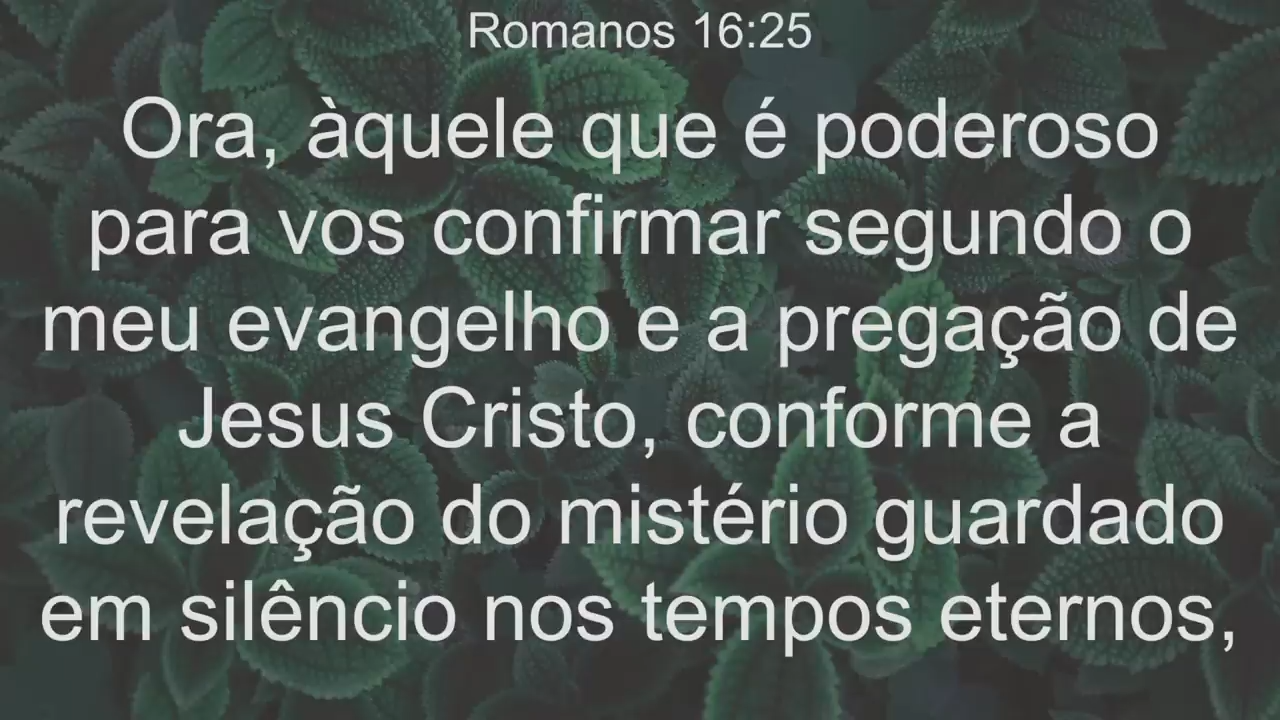 Romanos 16:25
Ora, àquele que é poderoso
para vos confirmar segundo o
meu evangelho e a pregação de
Jesus Cristo, conforme a
revelação do mistério guardado
em silêncio nos tempos eternos,